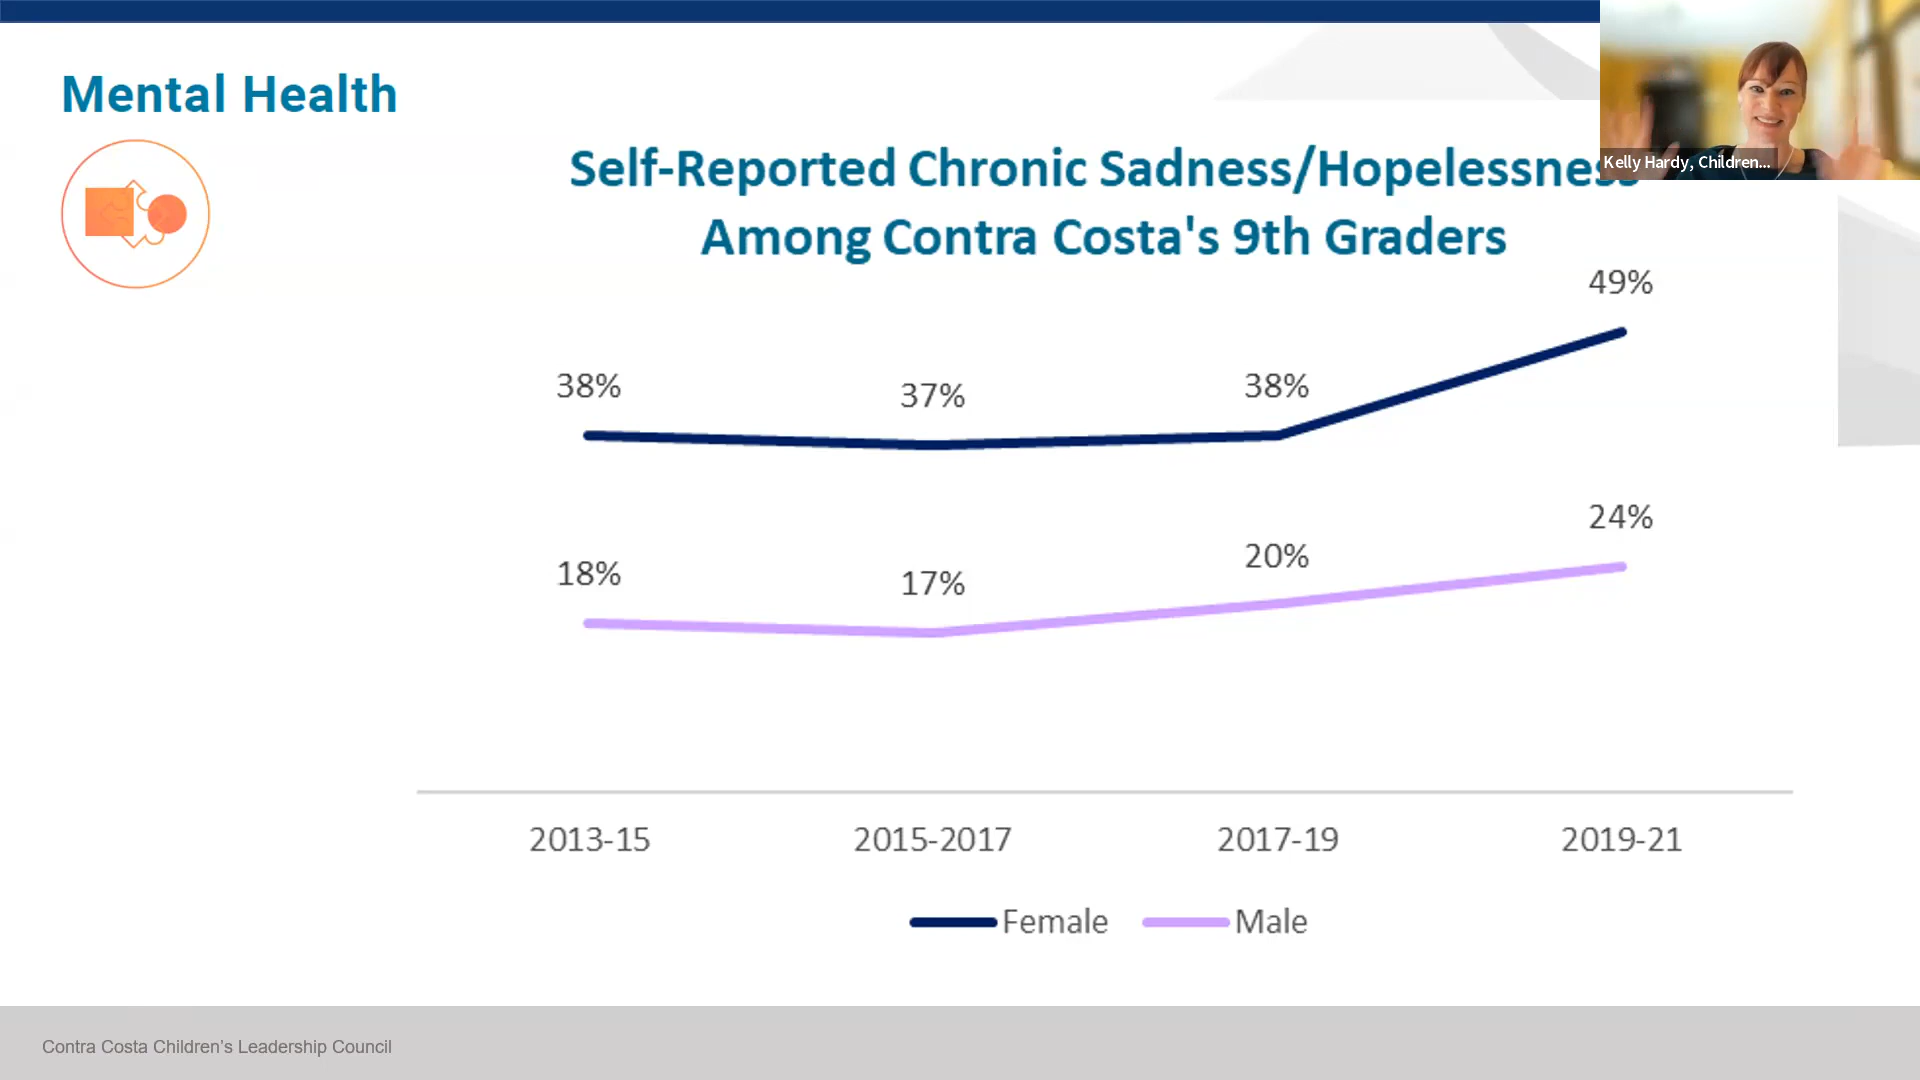 Mental Health
Kelly Hardy, Children...
Self-Reported Chronic Sadness/Hopelessness
Among Contra Costa's 9th Graders
49%
38%
37%
38%
24%
18%
17%
20%
2013-15
2015-2017
2017-19
2019-21
Female
Male
Contra Costa Children's Leadership Council